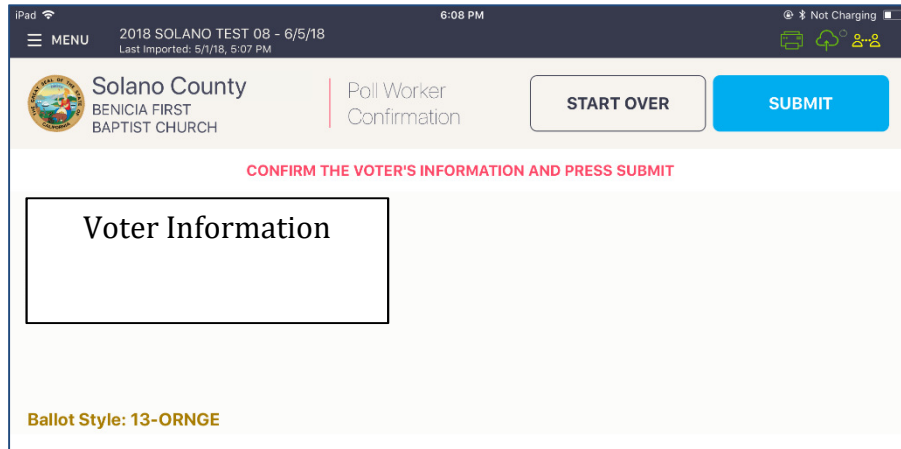 iPad
6:08 PM
Not Charging
MENU
2018 SOLANO TEST 08 - 6/5/18
Last Imported: 5/1/18, 5:07 PM
Solano County
BENICIA FIRST
BAPTIST CHURCH
Poll Worker
Confirmation
START OVER
SUBMIT
CONFIRM THE VOTER'S INFORMATION AND PRESS SUBMIT
Voter Information
Ballot Style: 13-ORNGE